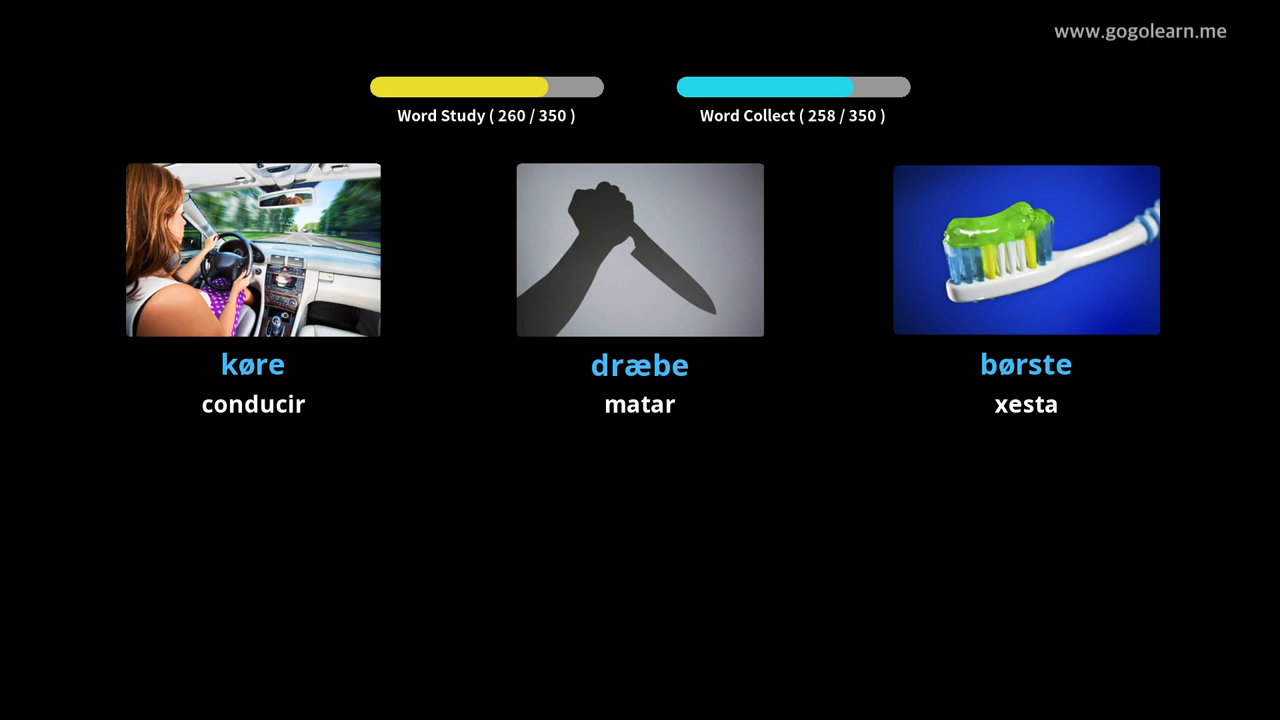 www.gogolearn.me
Word Study ( 260 / 350 )
Word Collect ( 258 / 350 )
køre
dræbe
børste
conducir
matar
xesta